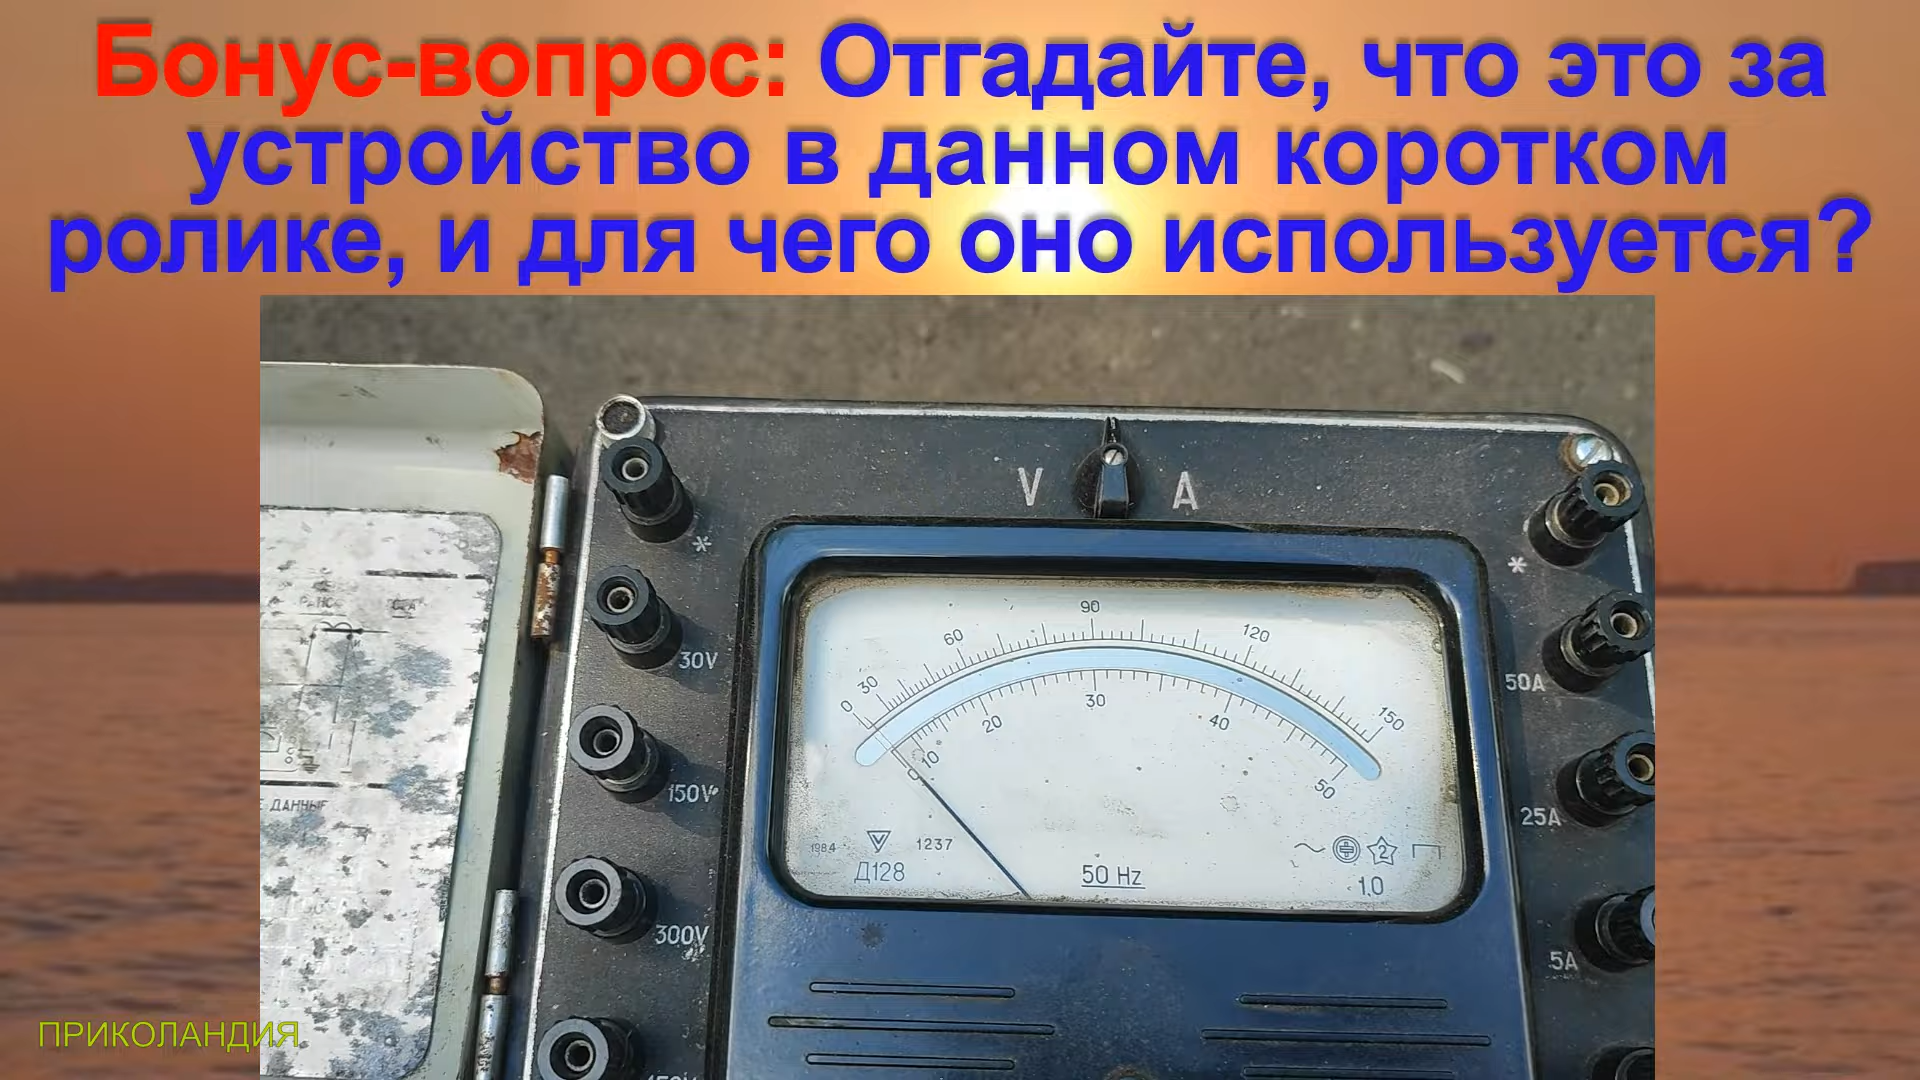 Бонус-вопрос: Отгадайте, что это за
устройство в данном коротком
ролике, и для чего оно используется?
V A
*
*
30V
50A
150V
25A
300V
5A
0 30 60 90 120 150
0 10 20 30 40 50
1984 1237
Д128
50 Hz
2
1.0
ДАННЫЕ
ПРИКОЛАНДИЯ